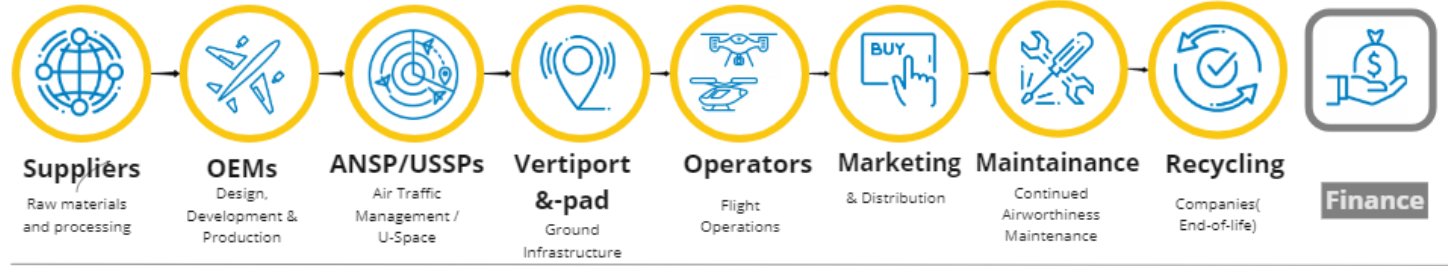 BUY
$
Suppliers
Raw materials
and processing
OEMs
Design,
Development &
Production
ANSP/USSPs
Air Traffic
Management /
U-Space
Vertiport
&-pad
Ground
Infrastructure
Operators
Flight
Operations
Marketing
& Distribution
Maintainance
Continued
Airworthiness
Maintenance
Recycling
Companies(
End-of-life)
Finance